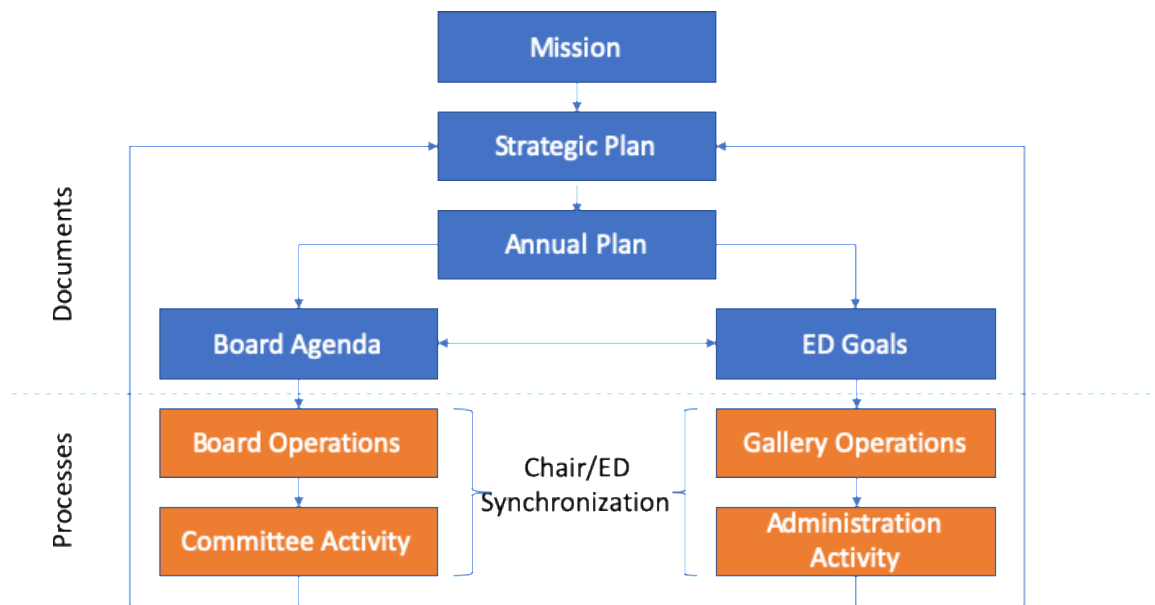 Mission
Strategic Plan
Documents
Annual Plan
Board Agenda
ED Goals
Processes
Board Operations
Gallery Operations
Chair/ED
Synchronization
Committee Activity
Administration
Activity